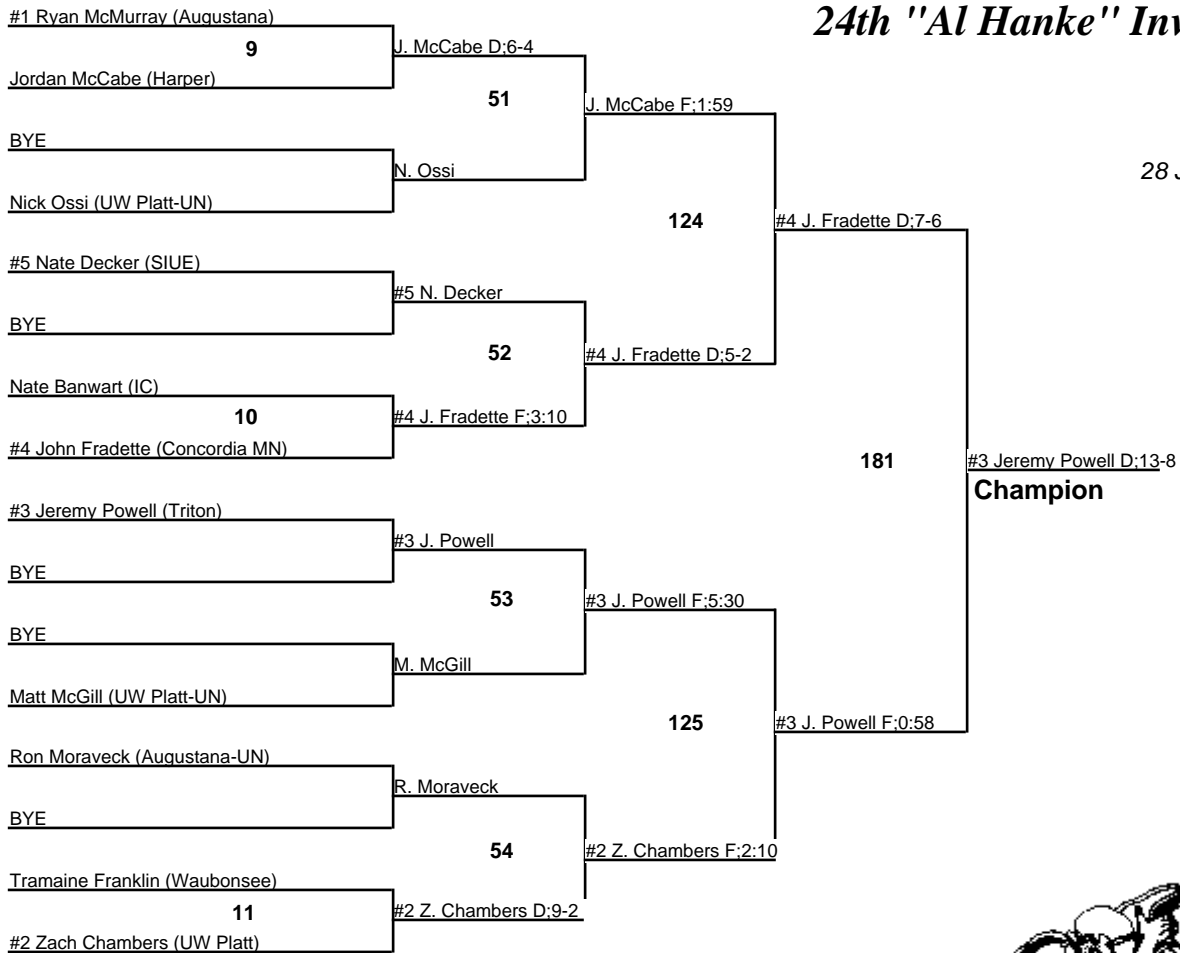 24th "Al Hanke" Inv
28 J
#1 Ryan McMurray (Augustana)
9
Jordan McCabe (Harper)
J. McCabe D;6-4
51
J. McCabe F;1:59
BYE
N. Ossi
Nick Ossi (UW Platt-UN)
124
#4 J. Fradette D;7-6
#5 Nate Decker (SIUE)
#5 N. Decker
BYE
52
#4 J. Fradette D;5-2
Nate Banwart (IC)
10
#4 J. Fradette F;3:10
#4 John Fradette (Concordia MN)
181
#3 Jeremy Powell D;13-8
Champion
#3 Jeremy Powell (Triton)
#3 J. Powell
BYE
53
#3 J. Powell F;5:30
BYE
M. McGill
Matt McGill (UW Platt-UN)
125
#3 J. Powell F;0:58
Ron Moraveck (Augustana-UN)
R. Moraveck
BYE
54
#2 Z. Chambers F;2:10
Tramaine Franklin (Waubonsee)
11
#2 Z. Chambers D;9-2
#2 Zach Chambers (UW Platt)